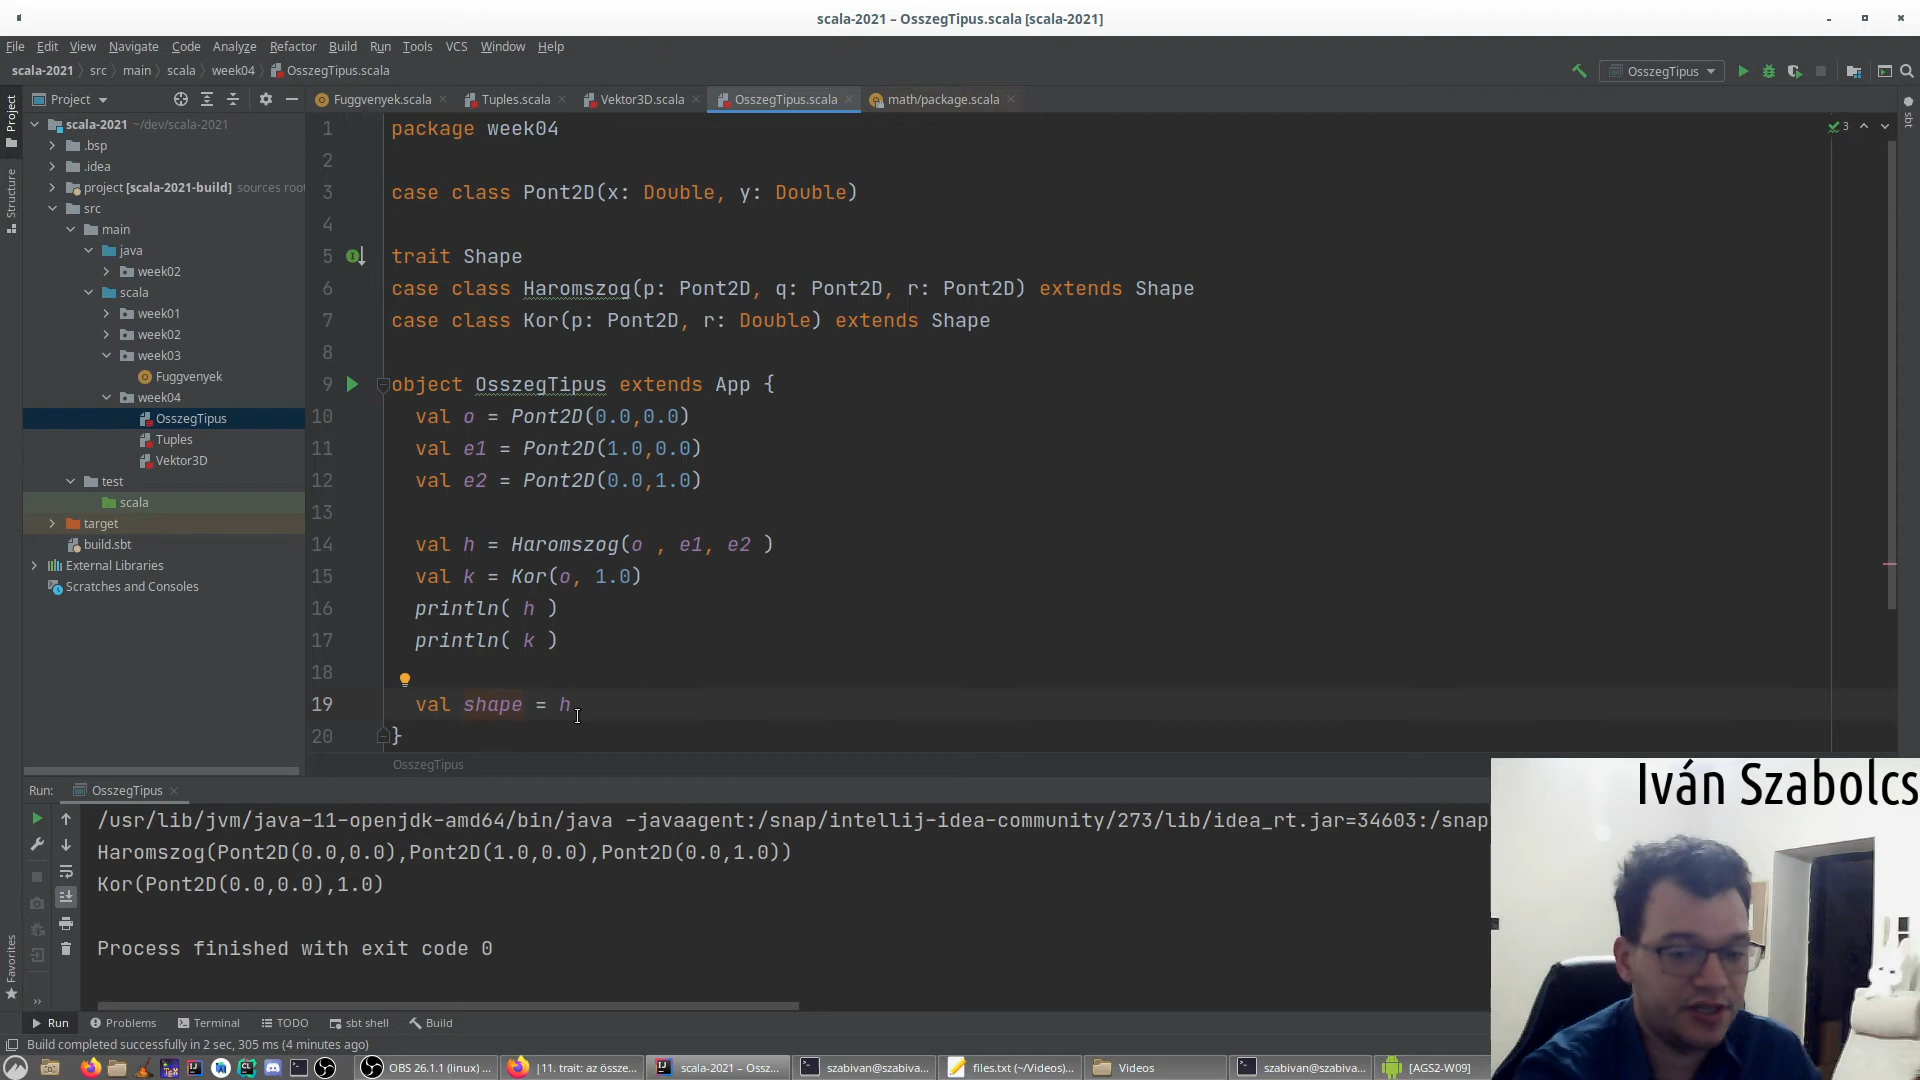 scala-2021 – OsszegTipus.scala [scala-2021]
File Edit View Navigate Code Analyze Refactor Build Run Tools VCS Window Help
scala-2021 src main scala week04 OsszegTipus.scala
OsszegTipus
Project
Fuggvenyek.scala Tuples.scala Vektor3D.scala OsszegTipus.scala math/package.scala
scala-2021 ~/dev/scala-2021
.bsp
.idea
project [scala-2021-build] sources root
src
main
java
week02
scala
week01
week02
week03
Fuggvenyek
week04
OsszegTipus
Tuples
Vektor3D
test
scala
target
build.sbt
External Libraries
Scratches and Consoles
Project
Structure
Favorites
sbt
3
1 package week04
2
3 case class Pont2D(x: Double, y: Double)
4
5 trait Shape
6 case class Haromszog(p: Pont2D, q: Pont2D, r: Pont2D) extends Shape
7 case class Kor(p: Pont2D, r: Double) extends Shape
8
9 object OsszegTipus extends App {
10 val o = Pont2D(0.0,0.0)
11 val e1 = Pont2D(1.0,0.0)
12 val e2 = Pont2D(0.0,1.0)
13
14 val h = Haromszog(o , e1, e2 )
15 val k = Kor(o, 1.0)
16 println( h )
17 println( k )
18
19 val shape = h
20 }
OsszegTipus
Run: OsszegTipus
/usr/lib/jvm/java-11-openjdk-amd64/bin/java -javaagent:/snap/intellij-idea-community/273/lib/idea_rt.jar=34603:/snap
Haromszog(Pont2D(0.0,0.0),Pont2D(1.0,0.0),Pont2D(0.0,1.0))
Kor(Pont2D(0.0,0.0),1.0)
Process finished with exit code 0
Iván Szabolcs
Run Problems Terminal TODO sbt shell Build
Build completed successfully in 2 sec, 305 ms (4 minutes ago)
OBS 26.1.1 (linux) ... |11. trait: az össze... scala-2021 – Ossz... szabivan@szabiva... files.txt (~/Videos)... Videos szabivan@szabiva... [AGS2-W09]